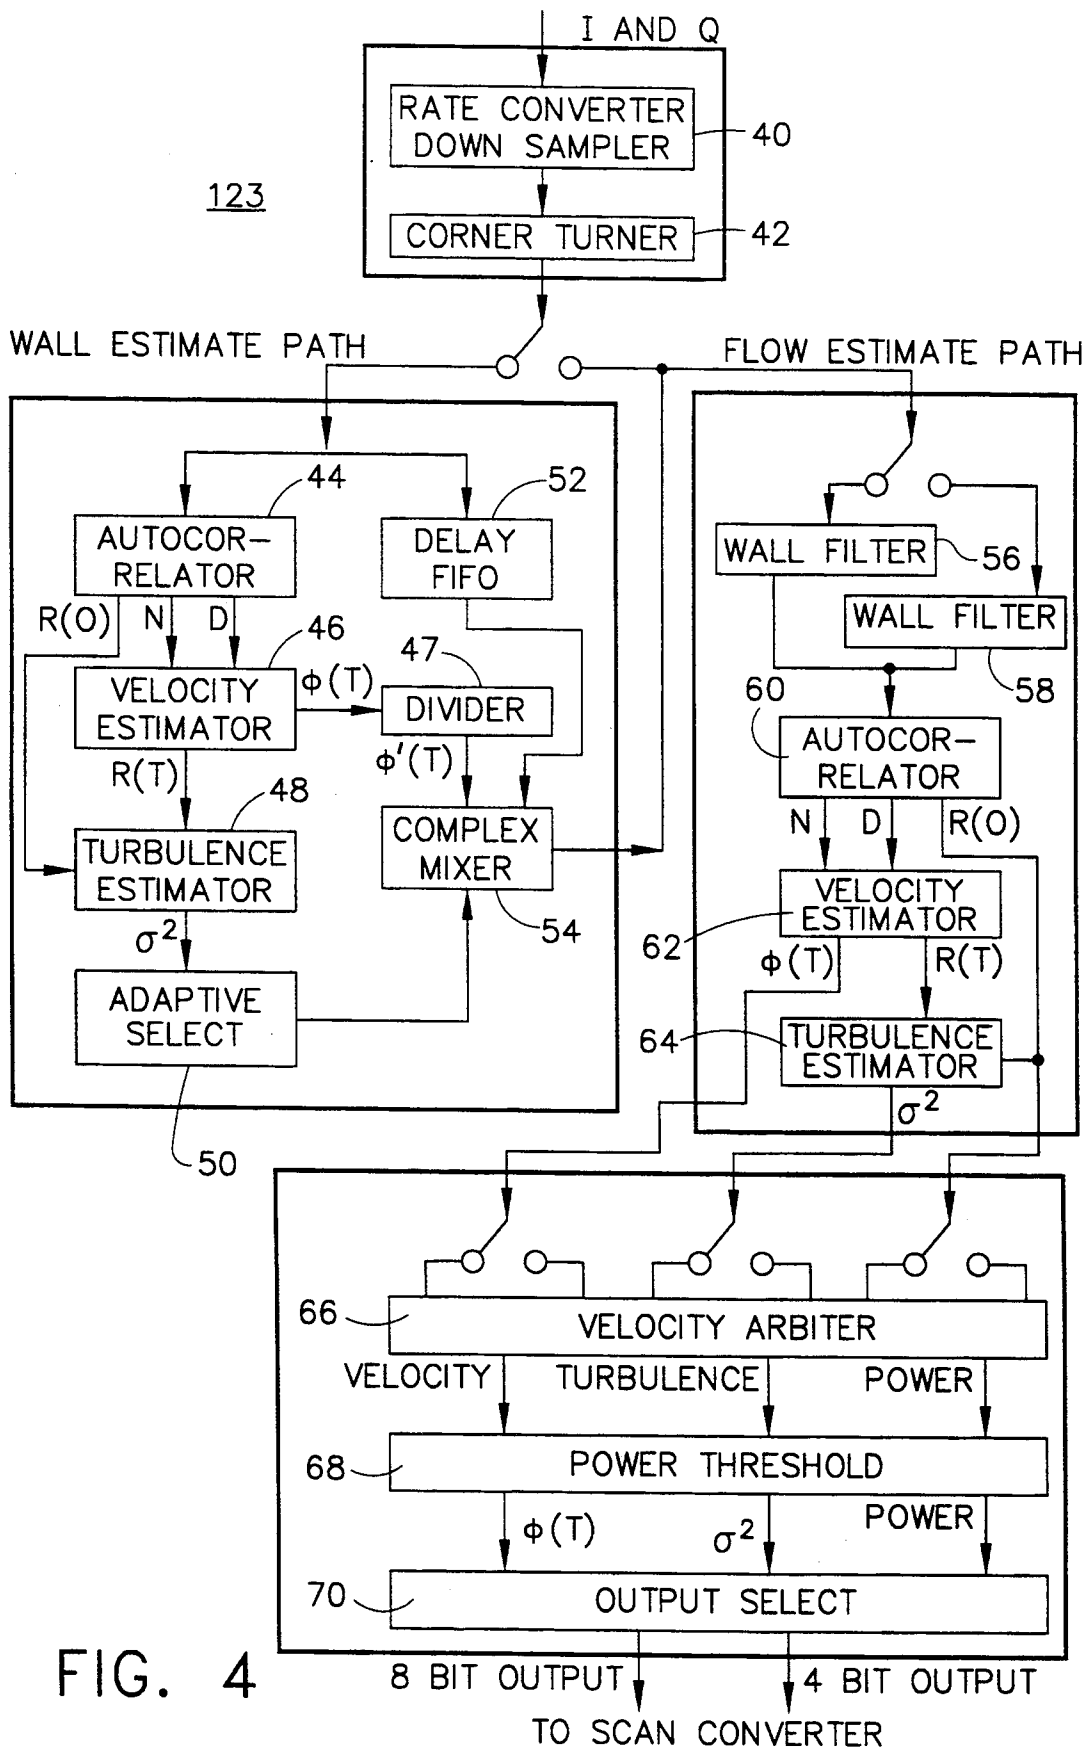 I AND Q
RATE CONVERTER
DOWN SAMPLER
40
123
CORNER TURNER
42
WALL ESTIMATE PATH
FLOW ESTIMATE PATH
44
52
AUTOCOR-
RELATOR
DELAY
FIFO
WALL FILTER
56
R(O)
N
D
46
WALL FILTER
58
VELOCITY
ESTIMATOR
ϕ(T)
47
DIVIDER
60
AUTOCOR-
RELATOR
R(T)
ϕ'(T)
48
N
D
R(O)
TURBULENCE
ESTIMATOR
COMPLEX
MIXER
54
VELOCITY
ESTIMATOR
62
σ²
ϕ(T)
R(T)
ADAPTIVE
SELECT
64
TURBULENCE
ESTIMATOR
σ²
50
66
VELOCITY ARBITER
VELOCITY
TURBULENCE
POWER
68
POWER THRESHOLD
ϕ(T)
σ²
POWER
70
OUTPUT SELECT
FIG. 4
8 BIT OUTPUT
4 BIT OUTPUT
TO SCAN CONVERTER